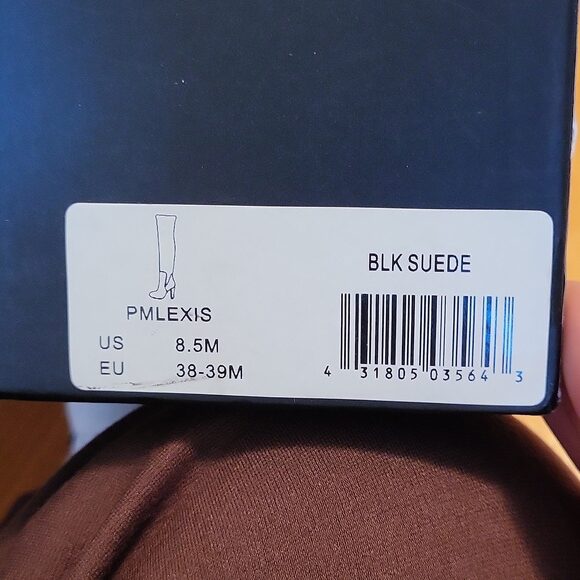 PMLEXIS
US 8.5M
EU 38-39M
BLK SUEDE
4 31805 03564 3